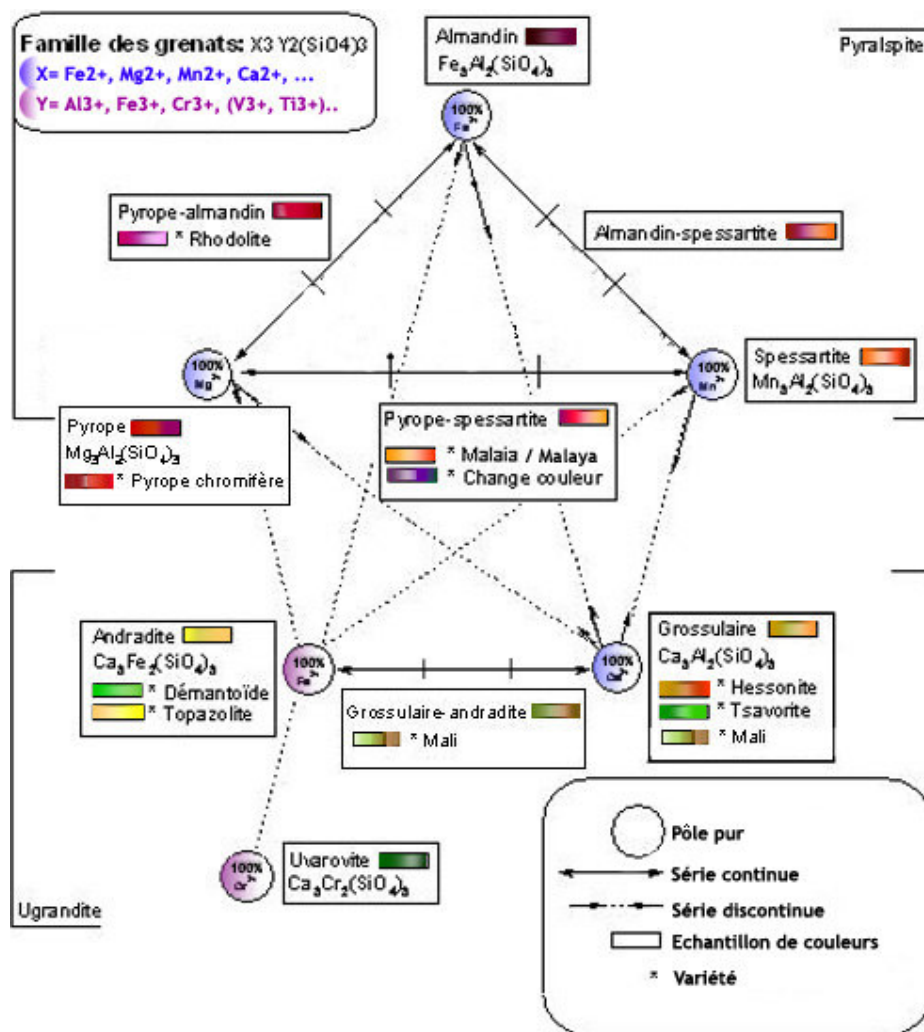 Famille des grenats: X3 Y2(SiO4)3
X= Fe2+, Mg2+, Mn2+, Ca2+, ...
Y= Al3+, Fe3+, Cr3+, (V3+, Ti3+)..
Almandin
Fe₃Al₂(SiO₄)₃
Pyralspite
100%
Fe²⁺
Pyrope-almandin
* Rhodolite
Almandin-spessartite
100%
Mg²⁺
100%
Mn²⁺
Spessartite
Mn₃Al₂(SiO₄)₃
Pyrope
Mg₃Al₂(SiO₄)₃
* Pyrope chromifère
Pyrope-spessartite
* Malaia / Malaya
* Change couleur
Andradite
Ca₃Fe₂(SiO₄)₃
* Démantoïde
* Topazolite
100%
Fe³⁺
100%
Ca²⁺
Grossulaire
Ca₃Al₂(SiO₄)₃
* Hessonite
* Tsavorite
* Mali
Grossulaire-andradite
* Mali
100%
Cr³⁺
Uvarovite
Ca₃Cr₂(SiO₄)₃
Ugrandite
Pôle pur
Série continue
Série discontinue
Echantillon de couleurs
* Variété